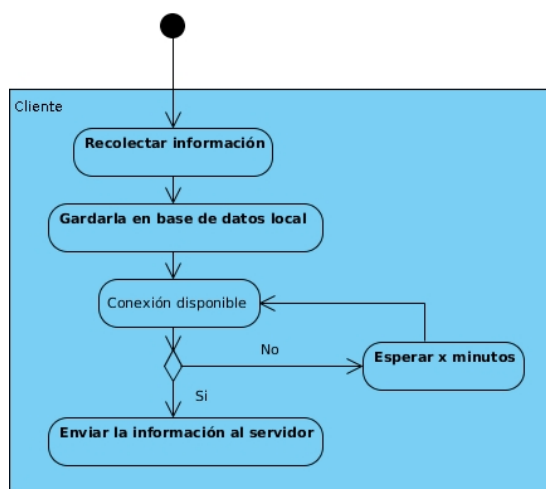 Cliente
Recolectar información
Gardarla en base de datos local
Conexión disponible
No
Esperar x minutos
Si
Enviar la información al servidor